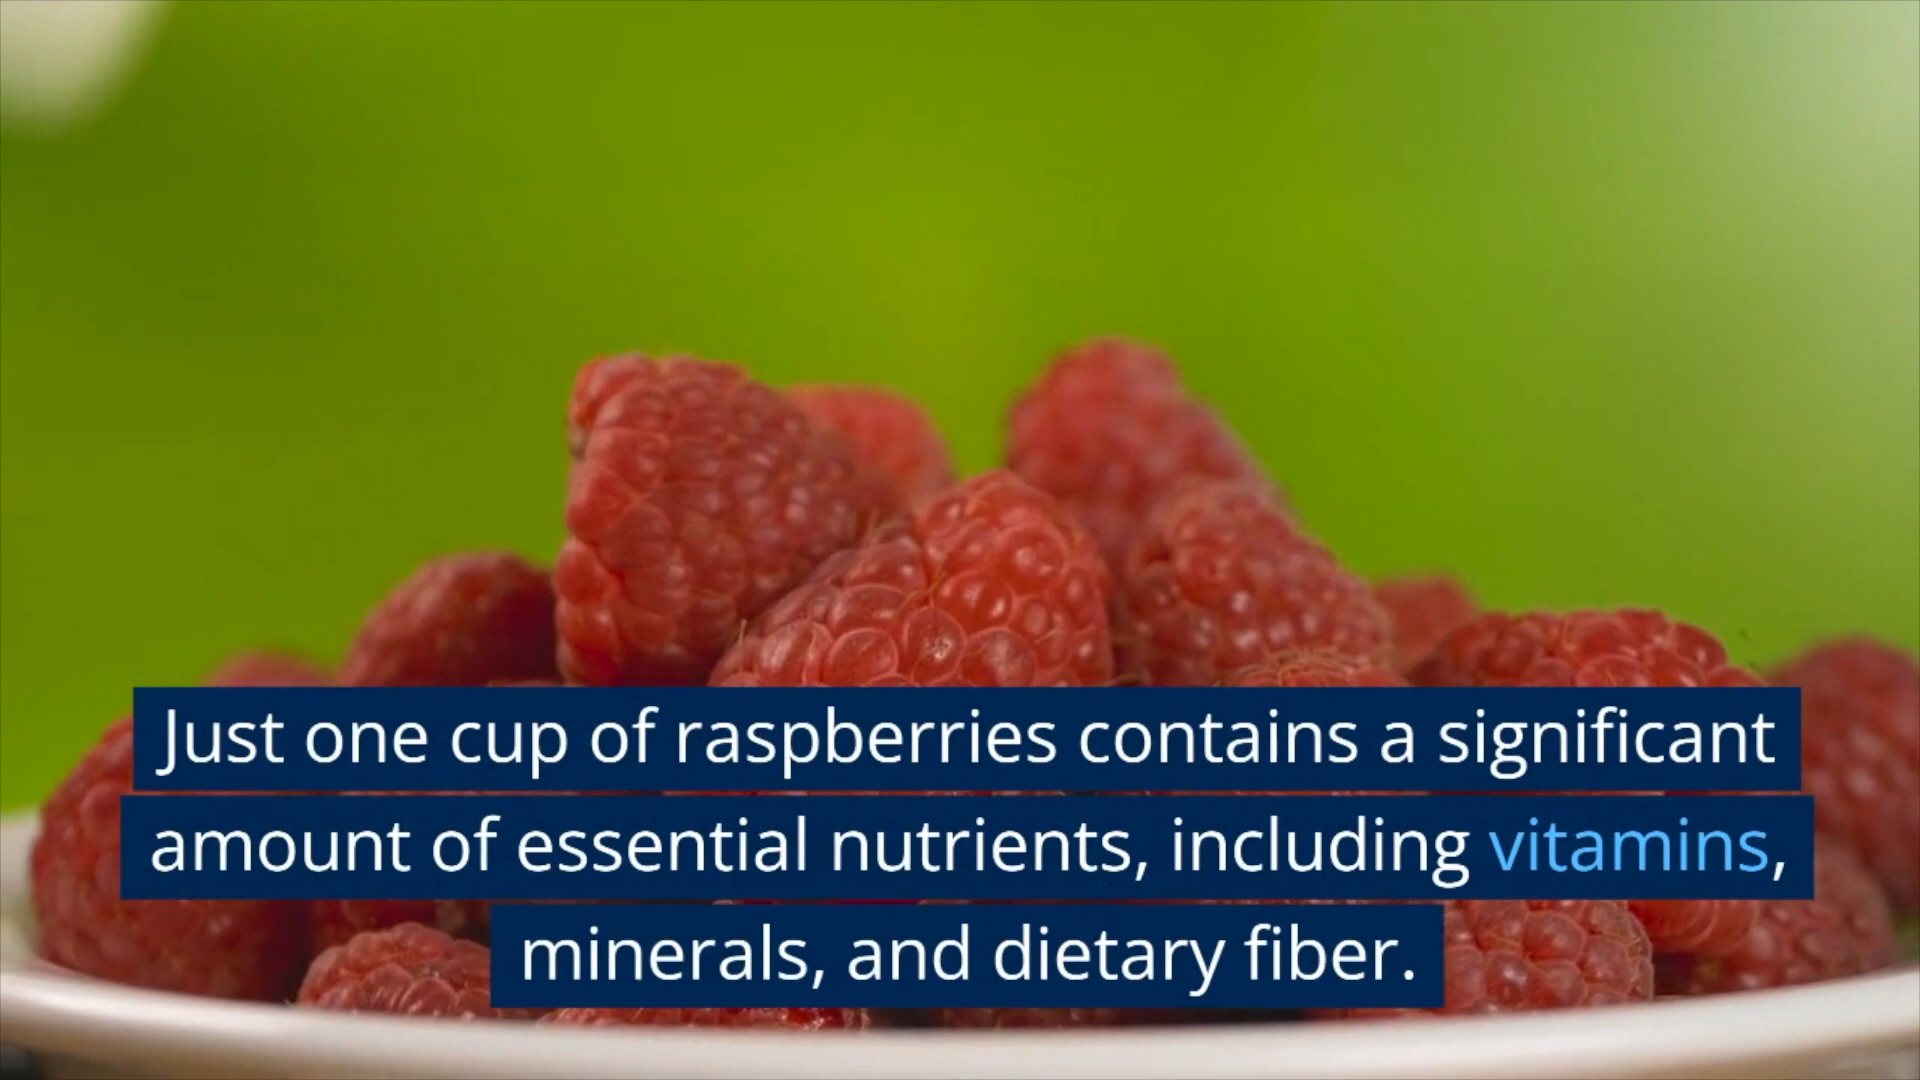 Just one cup of raspberries contains a significant
amount of essential nutrients, including vitamins,
minerals, and dietary fiber.